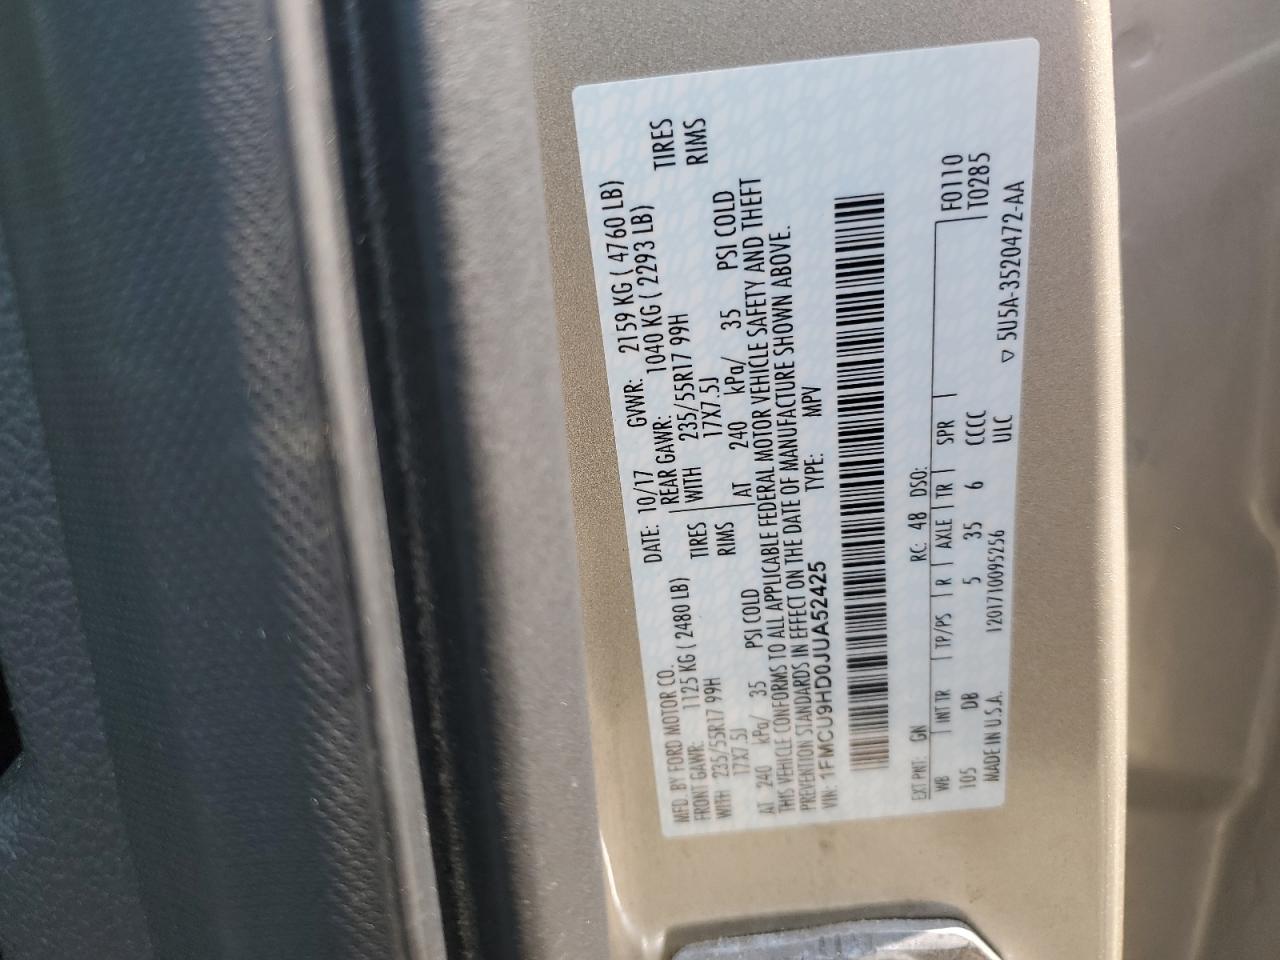 MFD. BY FORD MOTOR CO. DATE: 10/17 GVWR: 2159 KG ( 4760 LB)
FRONT GAWR: 1125 KG ( 2480 LB) REAR GAWR: 1040 KG ( 2293 LB)
WITH 235/55R17 99H TIRES WITH 235/55R17 99H TIRES
17X7.5J RIMS 17X7.5J RIMS
AT 240 kPa/ 35 PSI COLD AT 240 kPa/ 35 PSI COLD
THIS VEHICLE CONFORMS TO ALL APPLICABLE FEDERAL MOTOR VEHICLE SAFETY AND THEFT
PREVENTION STANDARDS IN EFFECT ON THE DATE OF MANUFACTURE SHOWN ABOVE.
VIN: 1FMCU9HD0JUA52425 TYPE: MPV
EXT PNT: GN RC: 48 DSO: F0110
WB INT TR TP/PS R AXLE TR SPR T0285
105 DB 5 35 6 CCCC
MADE IN U.S.A. 1201710095256 ULC ▽ 5U5A-3520472-AA